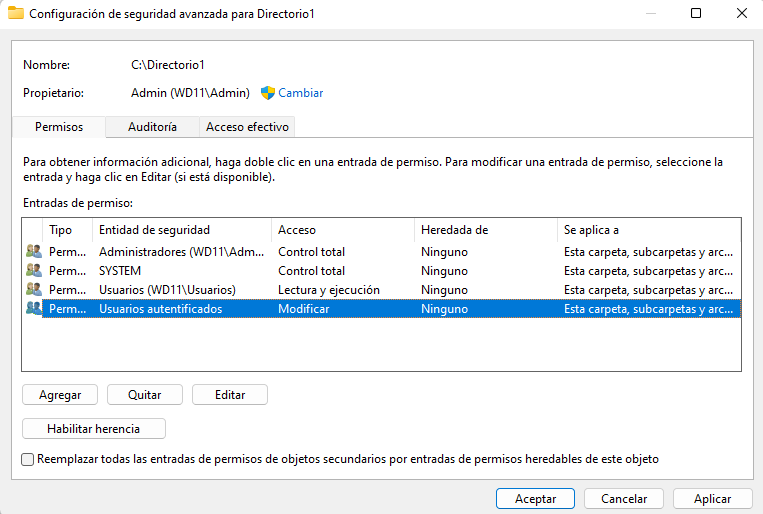 Configuración de seguridad avanzada para Directorio1
Nombre: C:\Directorio1
Propietario: Admin (WD11\Admin) Cambiar
Permisos Auditoría Acceso efectivo
Para obtener información adicional, haga doble clic en una entrada de permiso. Para modificar una entrada de permiso, seleccione la
entrada y haga clic en Editar (si está disponible).
Entradas de permiso:
Tipo Entidad de seguridad Acceso Heredada de Se aplica a
Perm... Administradores (WD11\Adm... Control total Ninguno Esta carpeta, subcarpetas y arc...
Perm... SYSTEM Control total Ninguno Esta carpeta, subcarpetas y arc...
Perm... Usuarios (WD11\Usuarios) Lectura y ejecución Ninguno Esta carpeta, subcarpetas y arc...
Perm... Usuarios autentificados Modificar Ninguno Esta carpeta, subcarpetas y arc...
Agregar Quitar Editar
Habilitar herencia
Reemplazar todas las entradas de permisos de objetos secundarios por entradas de permisos heredables de este objeto
Aceptar Cancelar Aplicar